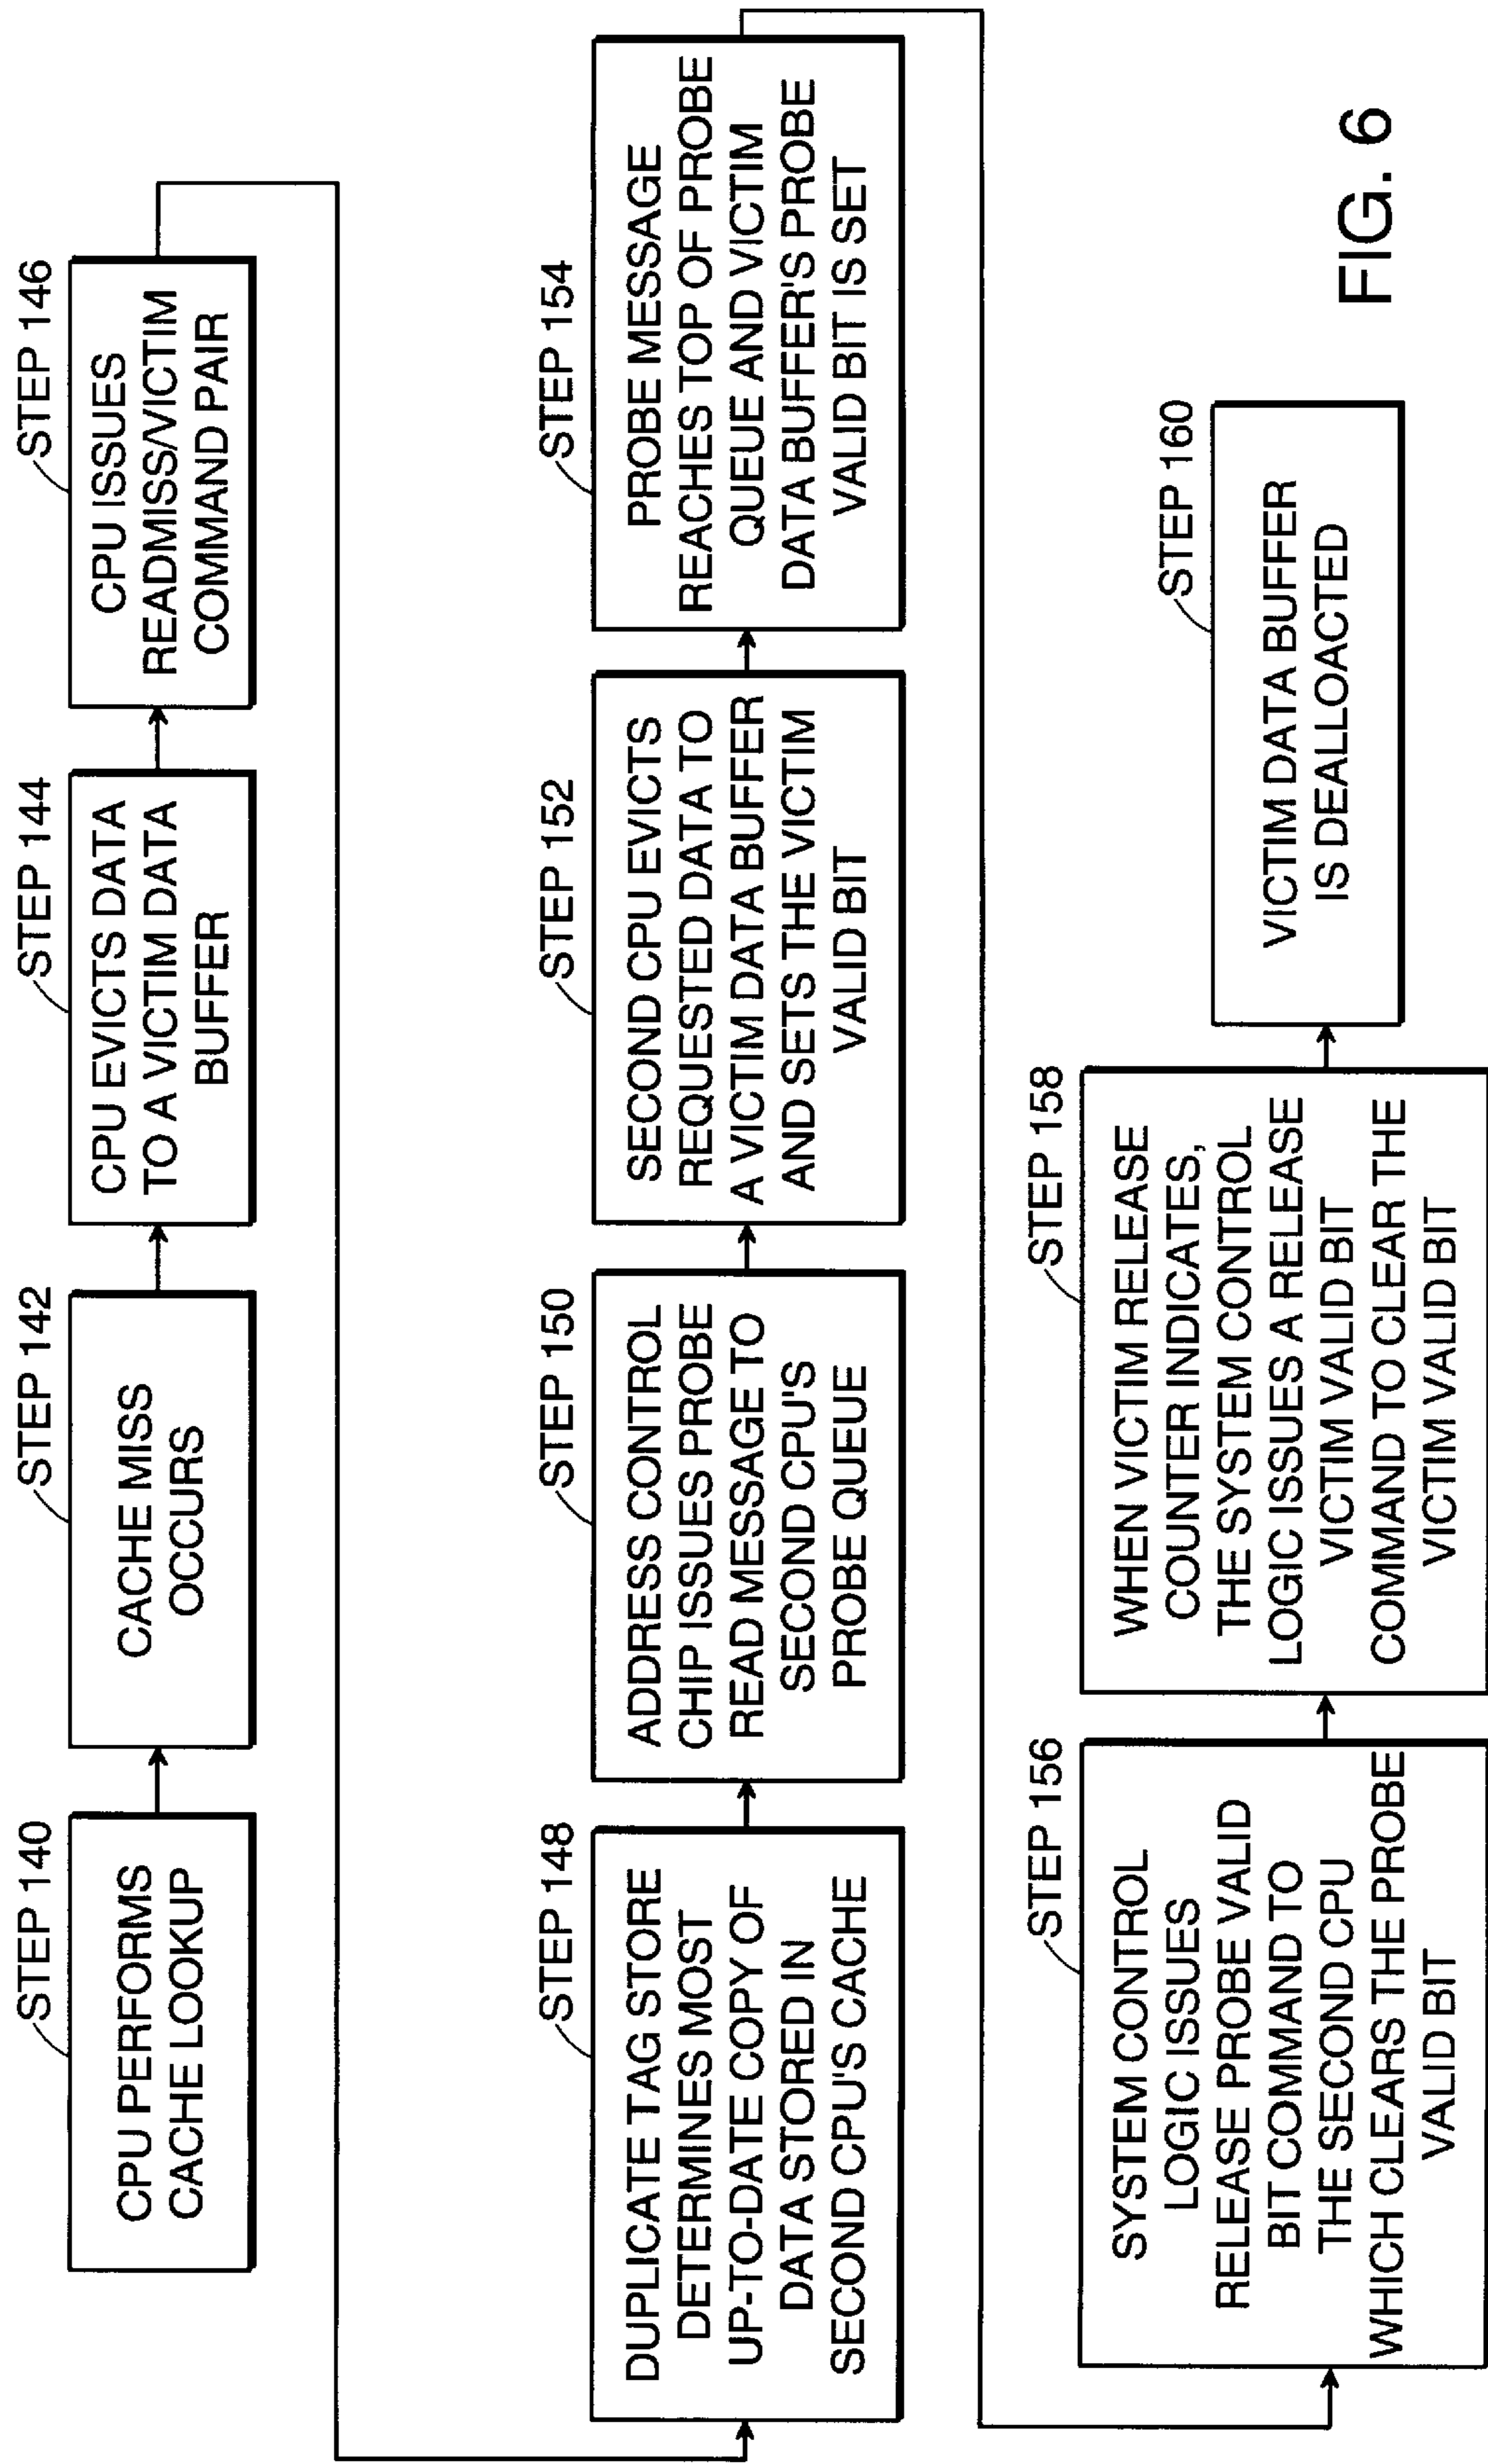 STEP 140
CPU PERFORMS
CACHE LOOKUP
STEP 142
CACHE MISS
OCCURS
STEP 144
CPU EVICTS DATA
TO A VICTIM DATA
BUFFER
STEP 146
CPU ISSUES
READMISS/VICTIM
COMMAND PAIR
STEP 148
DUPLICATE TAG STORE
DETERMINES MOST
UP-TO-DATE COPY OF
DATA STORED IN
SECOND CPU'S CACHE
STEP 150
ADDRESS CONTROL
CHIP ISSUES PROBE
READ MESSAGE TO
SECOND CPU'S
PROBE QUEUE
STEP 152
SECOND CPU EVICTS
REQUESTED DATA TO
A VICTIM DATA BUFFER
AND SETS THE VICTIM
VALID BIT
STEP 154
PROBE MESSAGE
REACHES TOP OF PROBE
QUEUE AND VICTIM
DATA BUFFER'S PROBE
VALID BIT IS SET
STEP 156
SYSTEM CONTROL
LOGIC ISSUES
RELEASE PROBE VALID
BIT COMMAND TO
THE SECOND CPU
WHICH CLEARS THE PROBE
VALID BIT
STEP 158
WHEN VICTIM RELEASE
COUNTER INDICATES,
THE SYSTEM CONTROL
LOGIC ISSUES A RELEASE
VICTIM VALID BIT
COMMAND TO CLEAR THE
VICTIM VALID BIT
STEP 160
VICTIM DATA BUFFER
IS DEALLOACTED
FIG. 6